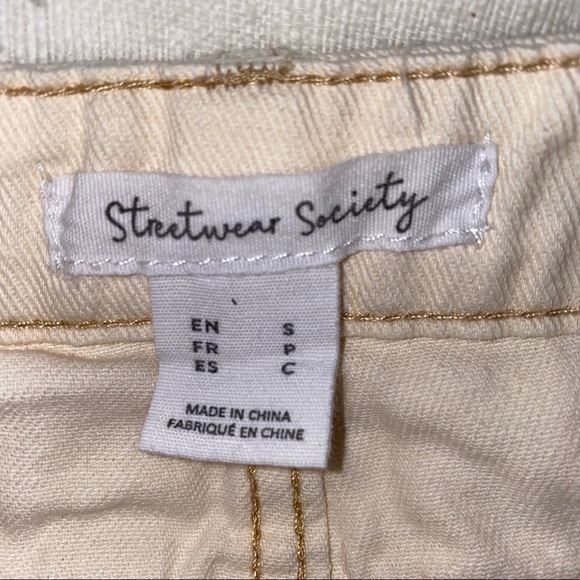 Streetwear Society
EN S
FR P
ES C
MADE IN CHINA
FABRIQUÉ EN CHINE